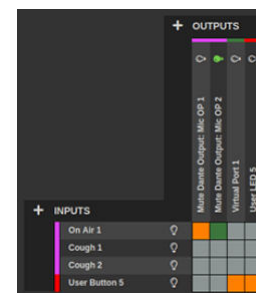 + OUTPUTS
Mute Dante Output: Mic OP 1
Mute Dante Output: Mic OP 2
Virtual Port 1
User LED 5
+ INPUTS
On Air 1
Cough 1
Cough 2
User Button 5